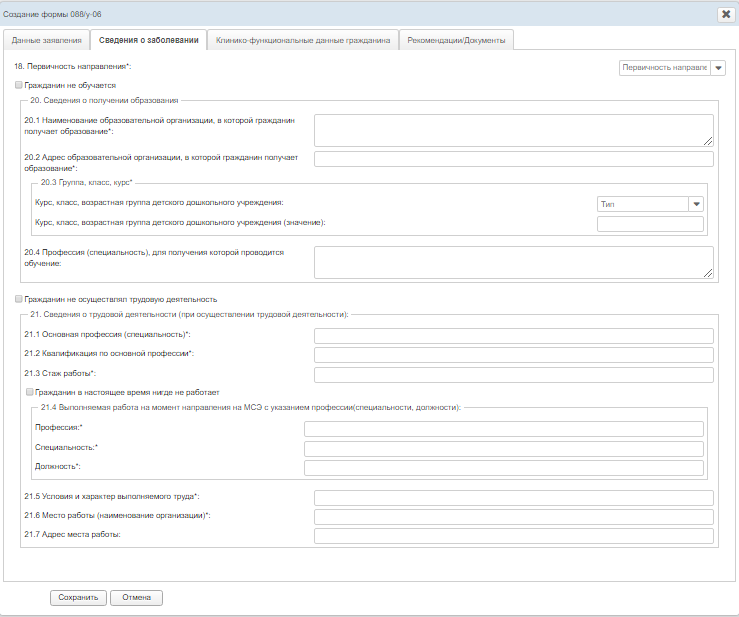 Создание формы 088/у-06
Данные заявления
Сведения о заболевании
Клинико-функциональные данные гражданина
Рекомендации/Документы
18. Первичность направления*:
Первичность направле
Гражданин не обучается
20. Сведения о получении образования
20.1 Наименование образовательной организации, в которой гражданин
получает образование*:
20.2 Адрес образовательной организации, в которой гражданин получает
образование*:
20.3 Группа, класс, курс*
Курс, класс, возрастная группа детского дошкольного учреждения:
Тип
Курс, класс, возрастная группа детского дошкольного учреждения (значение):
20.4 Профессия (специальность), для получения которой проводится
обучение:
Гражданин не осуществлял трудовую деятельность
21. Сведения о трудовой деятельности (при осуществлении трудовой деятельности):
21.1 Основная профессия (специальность)*:
21.2 Квалификация по основной профессии*:
21.3 Стаж работы*:
Гражданин в настоящее время нигде не работает
21.4 Выполняемая работа на момент направления на МСЭ с указанием профессии(специальности, должности):
Профессия:*
Специальность:*
Должность*:
21.5 Условия и характер выполняемого труда*:
21.6 Место работы (наименование организации)*:
21.7 Адрес места работы:
Сохранить
Отмена